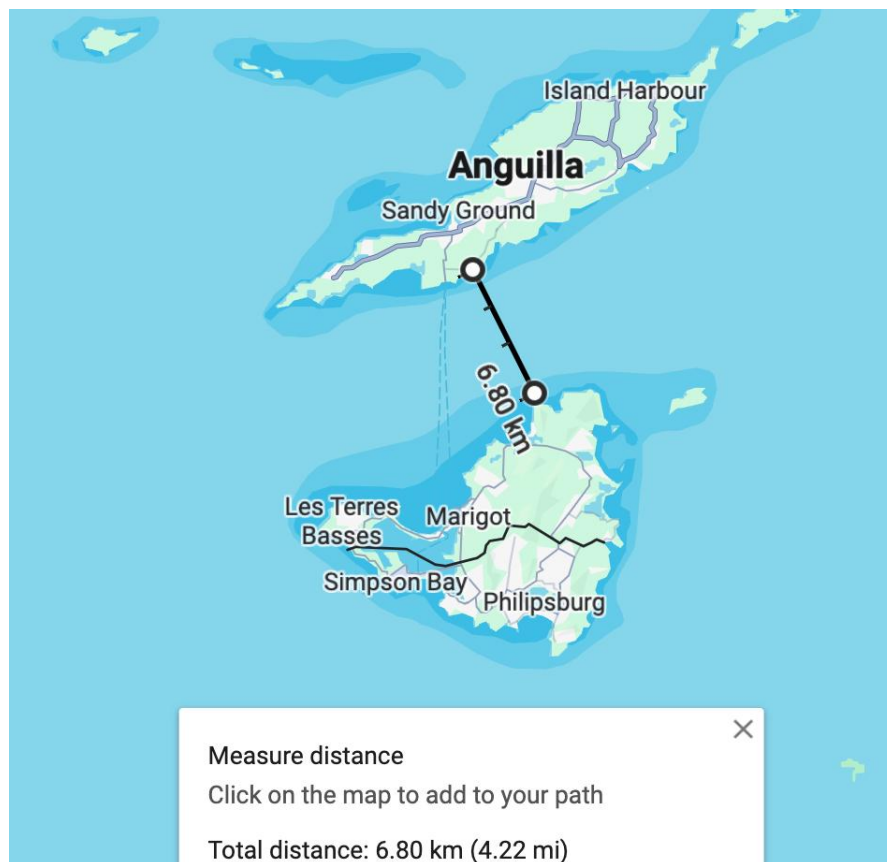 Island Harbour
Anguilla
Sandy Ground
6.80 km
Les Terres
Basses
Marigot
Simpson Bay
Philipsburg
Measure distance
Click on the map to add to your path
Total distance: 6.80 km (4.22 mi)